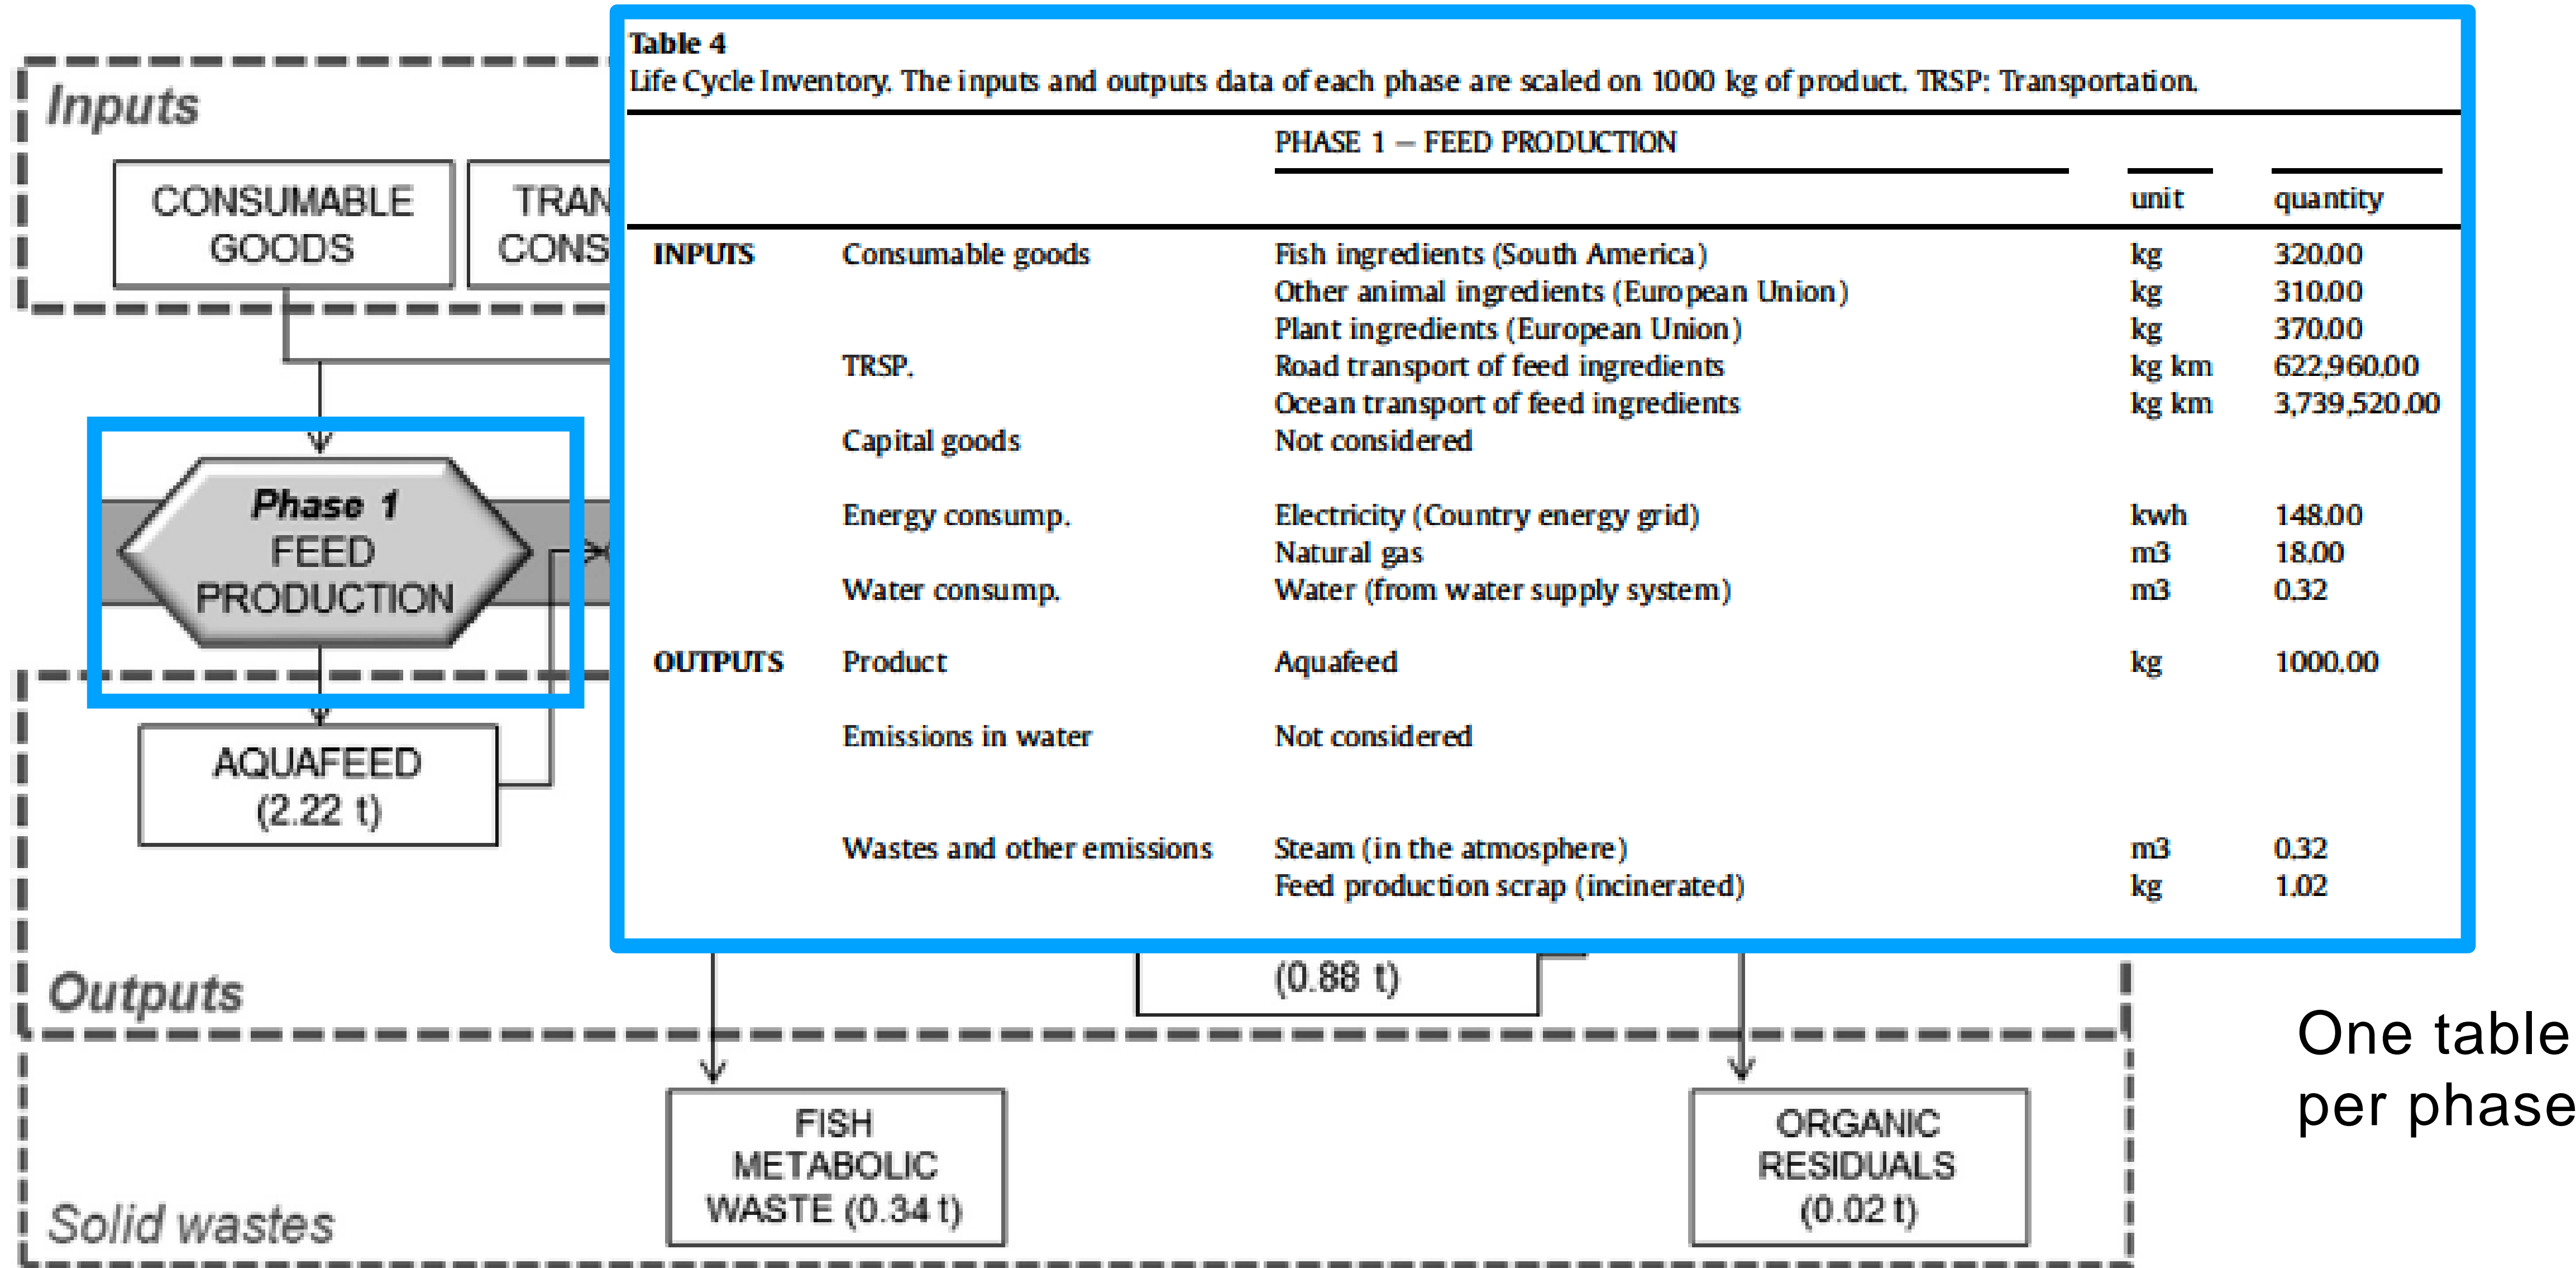 Table 4
Life Cycle Inventory. The inputs and outputs data of each phase are scaled on 1000 kg of product. TRSP: Transportation.
PHASE 1 – FEED PRODUCTION
unit quantity
INPUTS Consumable goods Fish ingredients (South America) kg 320.00
Other animal ingredients (European Union) kg 310.00
Plant ingredients (European Union) kg 370.00
TRSP. Road transport of feed ingredients kg km 622,960.00
Ocean transport of feed ingredients kg km 3,739,520.00
Capital goods Not considered
Energy consump. Electricity (Country energy grid) kwh 148.00
Natural gas m3 18.00
Water consump. Water (from water supply system) m3 0.32
OUTPUTS Product Aquafeed kg 1000.00
Emissions in water Not considered
Wastes and other emissions Steam (in the atmosphere) m3 0.32
Feed production scrap (incinerated) kg 1.02
Inputs
CONSUMABLE
GOODS
TRAN
CONS
Phase 1
FEED
PRODUCTION
AQUAFEED
(2.22 t)
Outputs
(0.88 t)
One table
per phase
FISH
METABOLIC
WASTE (0.34 t)
ORGANIC
RESIDUALS
(0.02 t)
Solid wastes